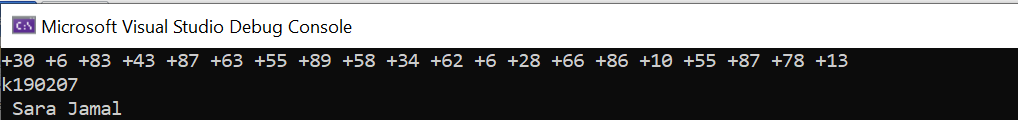 Microsoft Visual Studio Debug Console
+30 +6 +83 +43 +87 +63 +55 +89 +58 +34 +62 +6 +28 +66 +86 +10 +55 +87 +78 +13
k190207
Sara Jamal